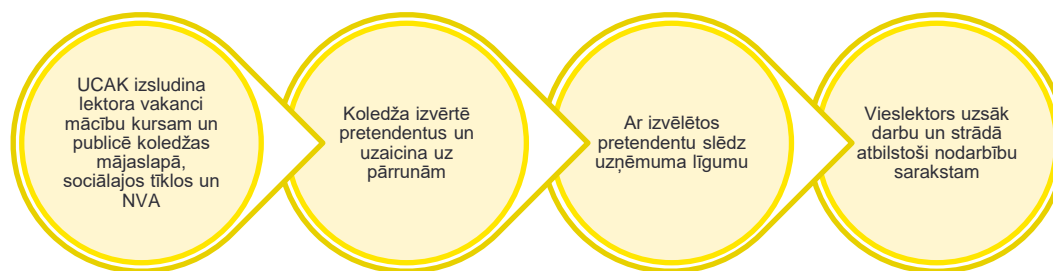 UCAK izsludina
lektora vakanci
mācību kursam un
publicē koledžas
mājaslapā,
sociālajos tīklos un
NVA
Koledža izvērtē
pretendentus un
uzaicina uz
pārrunām
Ar izvēlētos
pretendentu slēdz
uzņēmuma līgumu
Vieslektors uzsāk
darbu un strādā
atbilstoši nodarbību
sarakstam